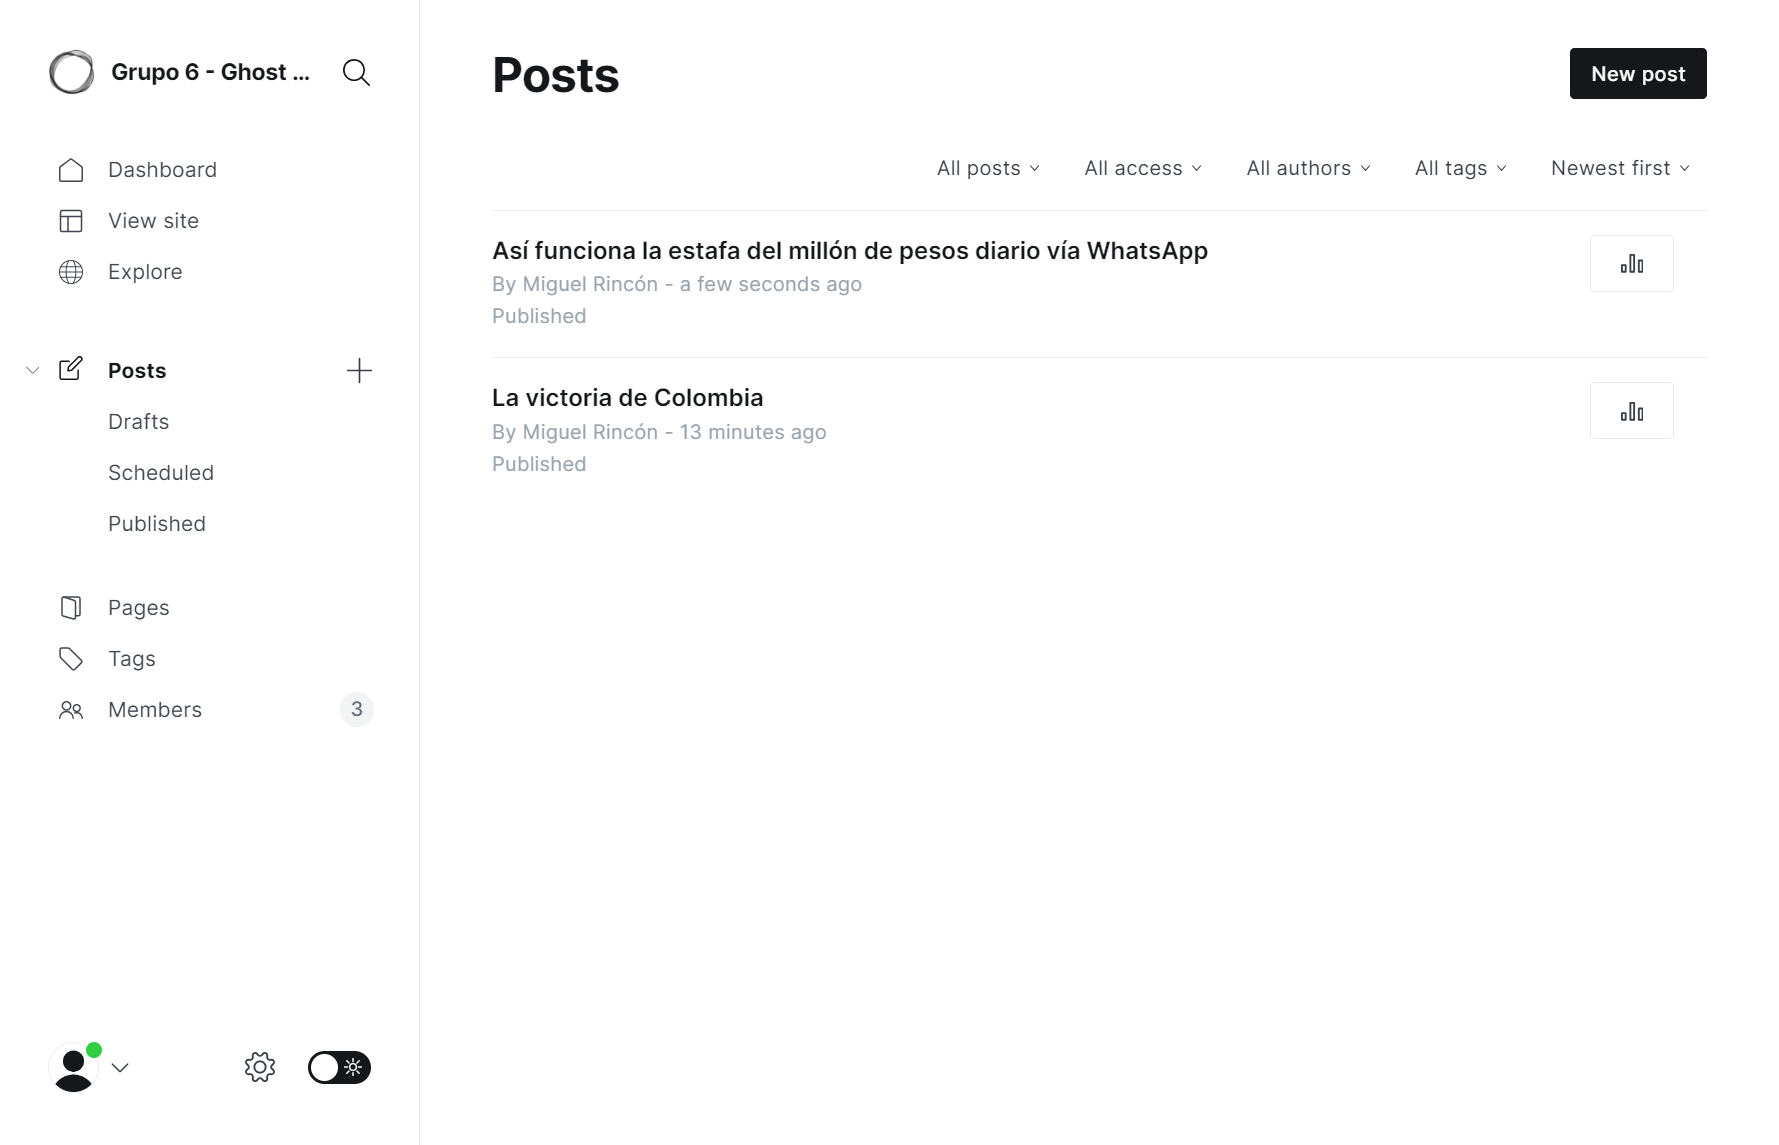 Grupo 6 - Ghost ...
Dashboard
View site
Explore
Posts
Drafts
Scheduled
Published
Pages
Tags
Members
3
Posts
New post
All posts
All access
All authors
All tags
Newest first
Así funciona la estafa del millón de pesos diario vía WhatsApp
By Miguel Rincón - a few seconds ago
Published
La victoria de Colombia
By Miguel Rincón - 13 minutes ago
Published